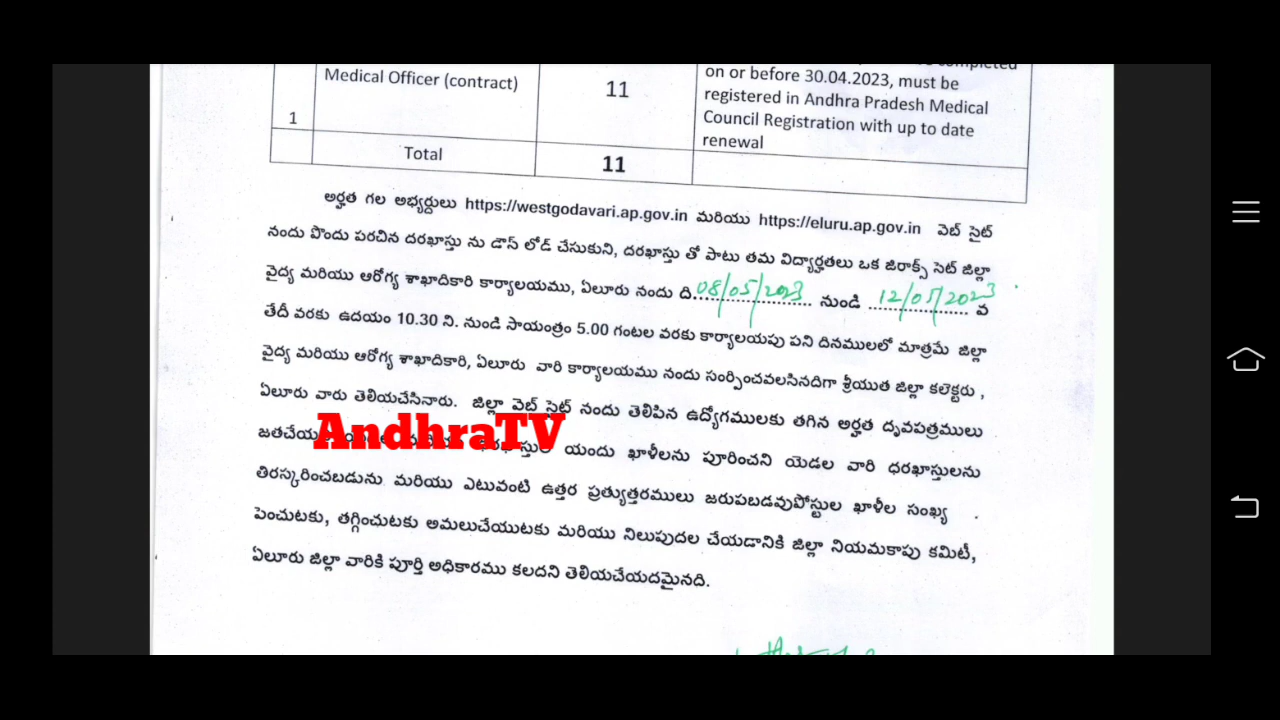 Medical Officer (contract)
11
on or before 30.04.2023, must be
registered in Andhra Pradesh Medical
Council Registration with up to date
renewal
1
Total
11
అర్హత గల అభ్యర్దులు https://westgodavari.ap.gov.in మరియు https://eluru.ap.gov.in వెబ్ సైట్
నందు పొందు పరచిన దరఖాస్తు ను డౌన్ లోడ్ చేసుకుని, దరఖాస్తు తో పాటు తమ విద్యార్హతలు ఒక జిరాక్స్ సెట్ జిల్లా
వైద్య మరియు ఆరోగ్య శాఖాదికారి కార్యాలయము, ఏలూరు నందు ది.08/05/2023 నుండి 12/05/2023 వ
తేదీ వరకు ఉదయం 10.30 ని. నుండి సాయంత్రం 5.00 గంటల వరకు కార్యాలయపు పని దినములలో మాత్రమే జిల్లా
వైద్య మరియు ఆరోగ్య శాఖాదికారి, ఏలూరు వారి కార్యాలయము నందు సంర్పించవలసినదిగా శ్రీయుత జిల్లా కలెక్టరు ,
ఏలూరు వారు తెలియచేసినారు. జిల్లా వెబ్ సైట్ నందు తెలిపిన ఉద్యోగములకు తగిన అర్హత దృవపత్రములు
AndhraTV
యందు ఖాళీలను పూరించని యెడల వారి ధరఖాస్తులను
తిరస్కరించబడును మరియు ఎటువంటి ఉత్తర ప్రత్యుత్తరములు జరుపబడవుపోస్టుల ఖాళీల సంఖ్య
పెంచుటకు, తగ్గించుటకు అమలుచేయుటకు మరియు నిలుపుదల చేయడానికి జిల్లా నియమకాపు కమిటీ,
ఏలూరు జిల్లా వారికి పూర్తి అధికారము కలదని తెలియచేయదమైనది.